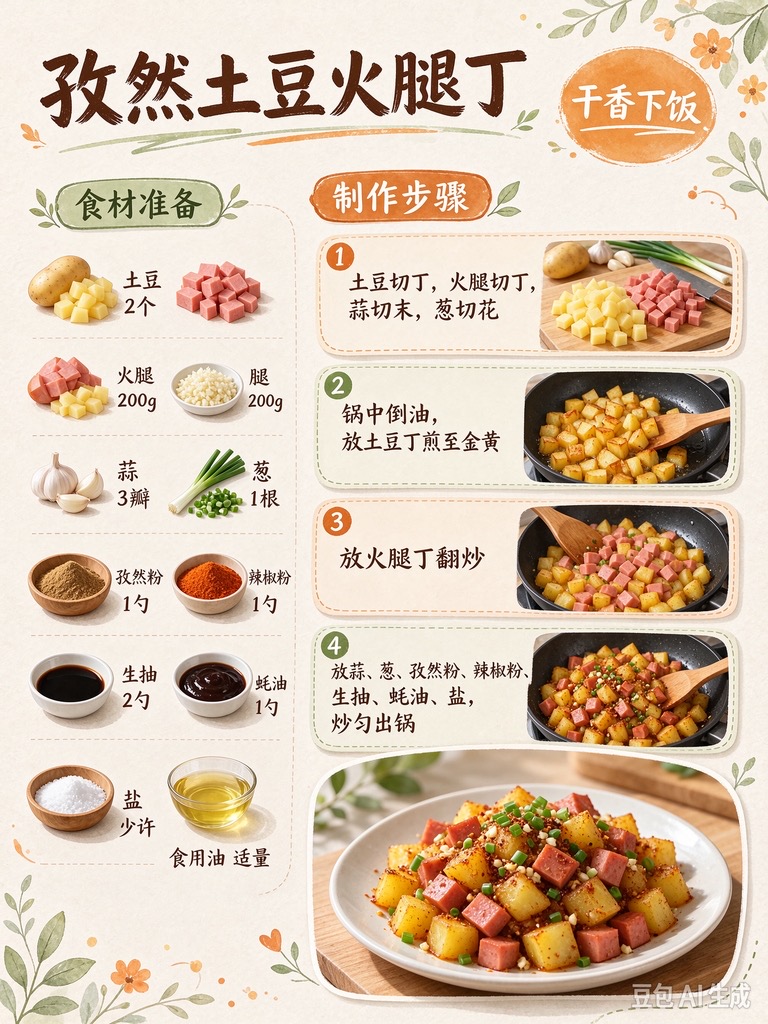 孜然土豆火腿丁
干香下饭
食材准备
土豆
2个
火腿
200g
腿
200g
蒜
3瓣
葱
1根
孜然粉
1勺
辣椒粉
1勺
生抽
2勺
蚝油
1勺
盐
少许
食用油 适量
制作步骤
1
土豆切丁，火腿切丁，
蒜切末，葱切花
2
锅中倒油，
放土豆丁煎至金黄
3
放火腿丁翻炒
4
放蒜、葱、孜然粉、辣椒粉、
生抽、蚝油、盐，
炒匀出锅
豆包 AI 生成